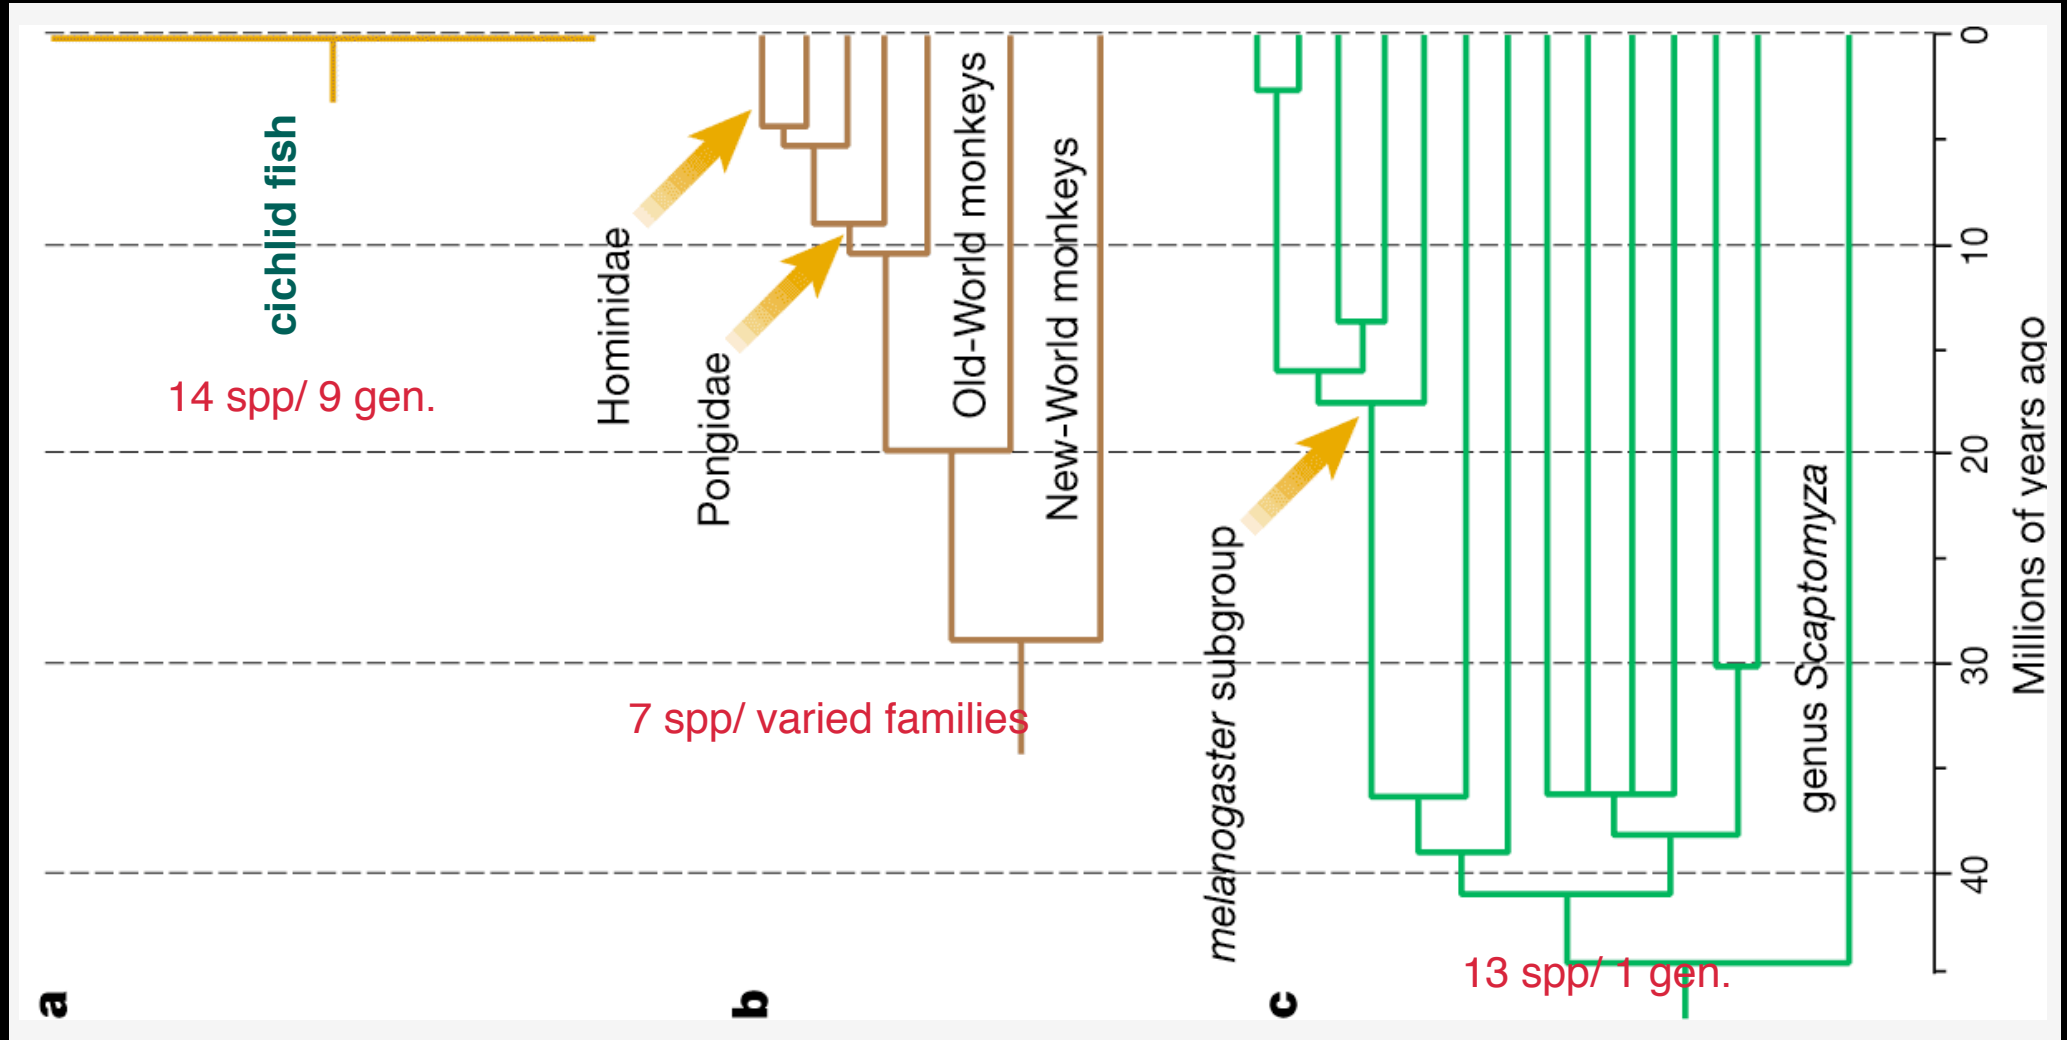 a
cichlid fish
14 spp/ 9 gen.
b
Hominidae
Pongidae
Old-World monkeys
New-World monkeys
7 spp/ varied families
c
melanogaster subgroup
genus Scaptomyza
13 spp/ 1 gen.
0
10
20
30
40
Millions of years ago